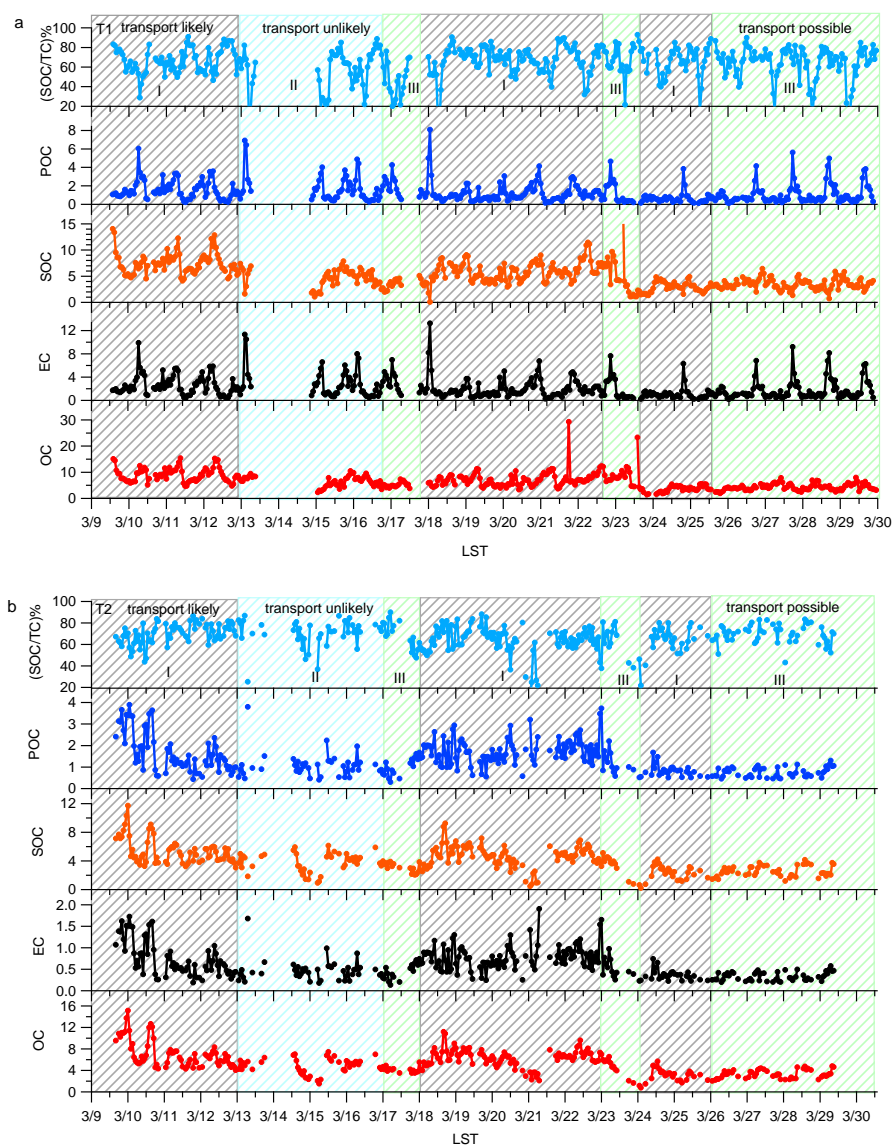 a
T1 transport likely transport unlikely transport possible
(SOC/TC)%
100
80
60
40
20
I II III I III I III
POC
8
6
4
2
0
SOC
15
10
5
0
EC
12
8
4
0
OC
30
20
10
0
3/9 3/10 3/11 3/12 3/13 3/14 3/15 3/16 3/17 3/18 3/19 3/20 3/21 3/22 3/23 3/24 3/25 3/26 3/27 3/28 3/29 3/30
LST
b
T2 transport likely transport unlikely transport possible
(SOC/TC)%
100
80
60
40
20
I II III I III I III
POC
4
3
2
1
0
SOC
12
8
4
0
EC
2.0
1.5
1.0
0.5
0.0
OC
16
12
8
4
0
3/9 3/10 3/11 3/12 3/13 3/14 3/15 3/16 3/17 3/18 3/19 3/20 3/21 3/22 3/23 3/24 3/25 3/26 3/27 3/28 3/29
LST